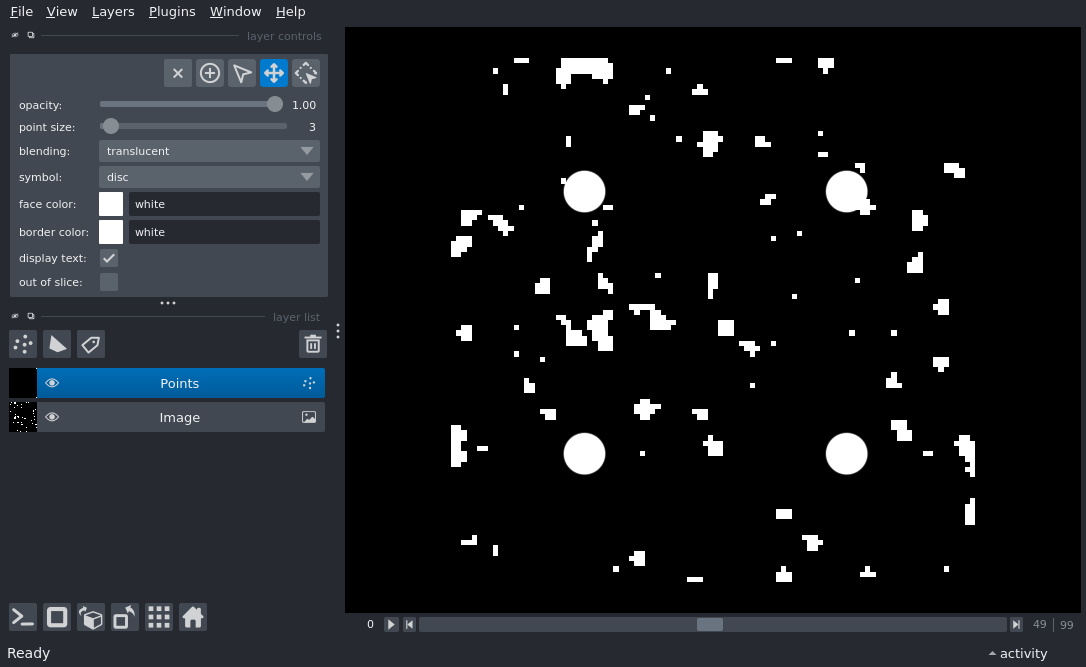 File View Layers Plugins Window Help
layer controls
opacity: 1.00
point size: 3
blending: translucent
symbol: disc
face color: white
border color: white
display text:
out of slice:
layer list
Points
Image
0 49 99
Ready activity